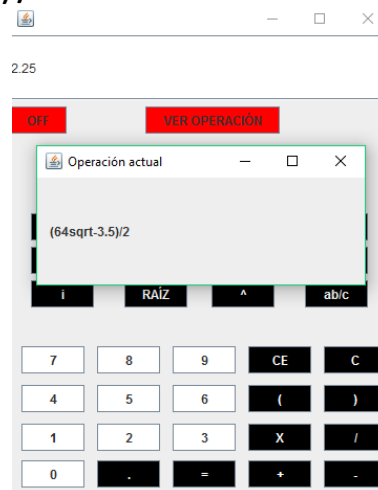 2.25
OFF VER OPERACIÓN
Operación actual
(64sqrt-3.5)/2
i RAÍZ ^ ab/c
7 8 9 CE C
4 5 6 ( )
1 2 3 X /
0 . = + -